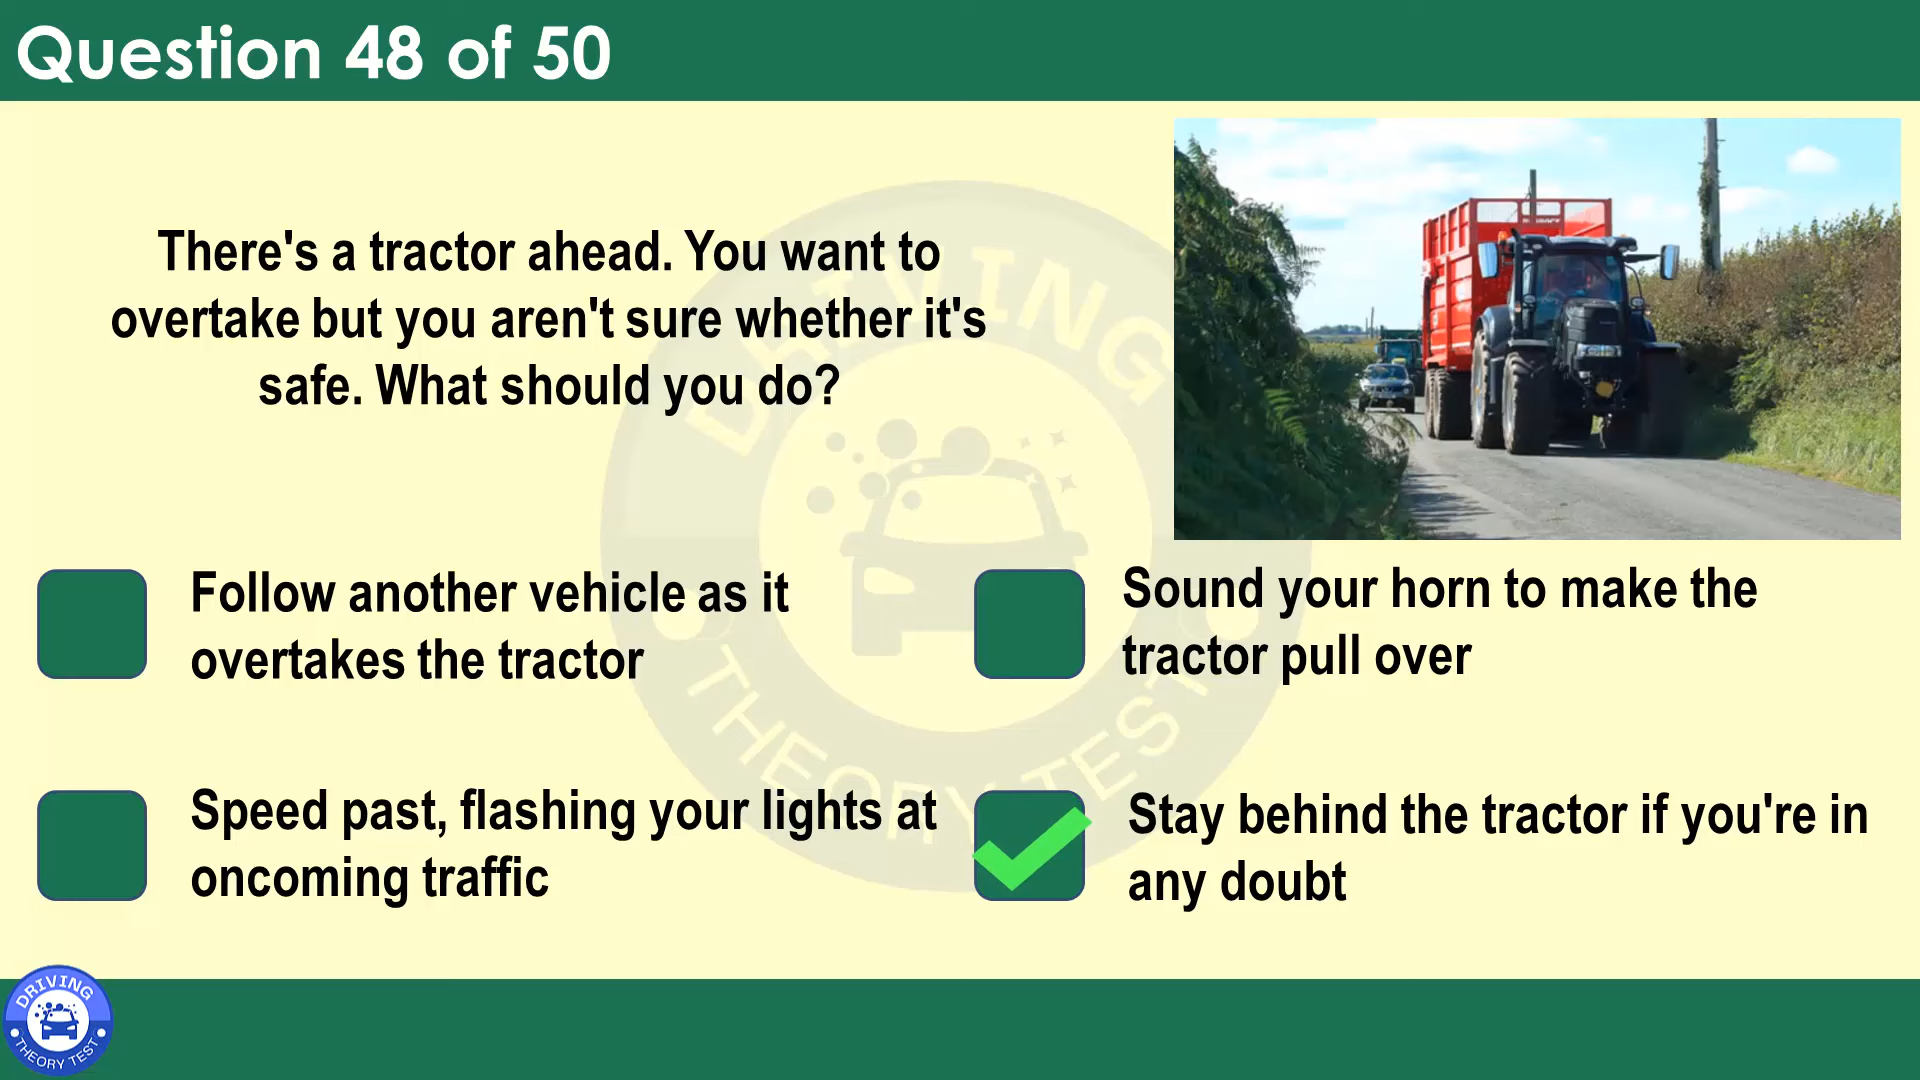 Question 48 of 50
There's a tractor ahead. You want to
overtake but you aren't sure whether it's
safe. What should you do?
Follow another vehicle as it
overtakes the tractor
Sound your horn to make the
tractor pull over
Speed past, flashing your lights at
oncoming traffic
Stay behind the tractor if you're in
any doubt
DRIVING
THEORY TEST
DRIVING
THEORY TEST